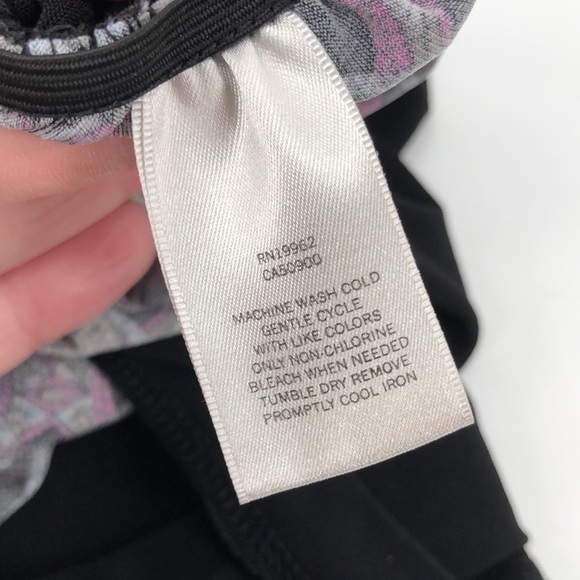 RN19962
CA50900
MACHINE WASH COLD
GENTLE CYCLE
WITH LIKE COLORS
ONLY NON-CHLORINE
BLEACH WHEN NEEDED
TUMBLE DRY REMOVE
PROMPTLY COOL IRON